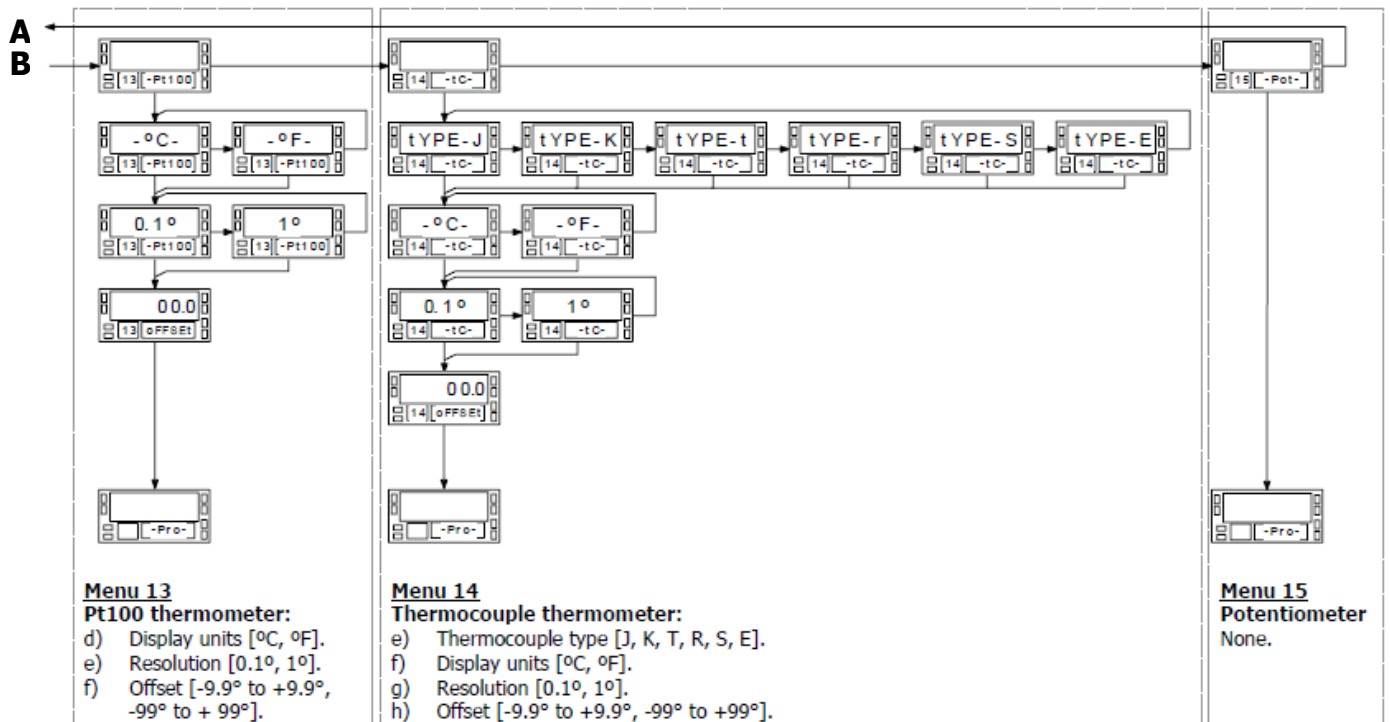 A
B
[13][-Pt100]
[14][-tC-]
[15][-Pot-]
-ºC-
[13][-Pt100]
-ºF-
[13][-Pt100]
tYPE-J
[14][-tC-]
tYPE-K
[14][-tC-]
tYPE-t
[14][-tC-]
tYPE-r
[14][-tC-]
tYPE-S
[14][-tC-]
tYPE-E
[14][-tC-]
0.1º
[13][-Pt100]
1º
[13][-Pt100]
-ºC-
[14][-tC-]
-ºF-
[14][-tC-]
00.0
[13][oFFSEt]
0.1º
[14][-tC-]
1º
[14][-tC-]
00.0
[14][oFFSEt]
[-Pro-]
[-Pro-]
[-Pro-]
Menu 13
Pt100 thermometer:
d) Display units [ºC, ºF].
e) Resolution [0.1º, 1º].
f) Offset [-9.9° to +9.9°,
-99° to + 99°].
Menu 14
Thermocouple thermometer:
e) Thermocouple type [J, K, T, R, S, E].
f) Display units [ºC, ºF].
g) Resolution [0.1º, 1º].
h) Offset [-9.9° to +9.9°, -99° to +99°].
Menu 15
Potentiometer
None.